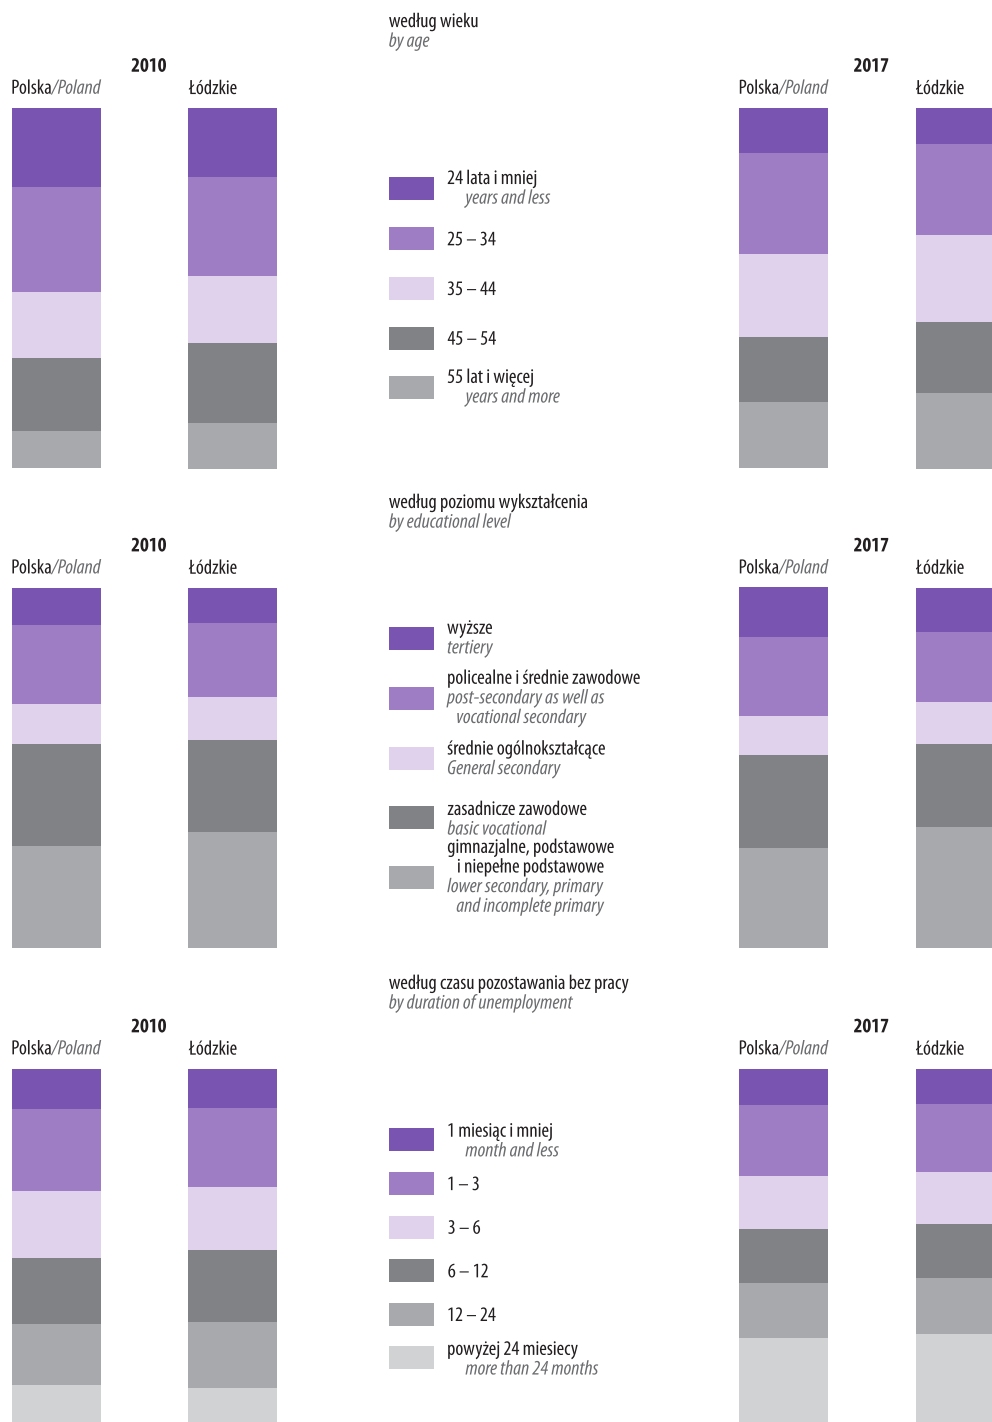 według wieku
by age
2010
2017
Polska/Poland
Łódzkie
Polska/Poland
Łódzkie
24 lata i mniej
years and less
25 – 34
35 – 44
45 – 54
55 lat i więcej
years and more
według poziomu wykształcenia
by educational level
2010
2017
Polska/Poland
Łódzkie
Polska/Poland
Łódzkie
wyższe
tertiery
policealne i średnie zawodowe
post-secondary as well as
vocational secondary
średnie ogólnokształcące
General secondary
zasadnicze zawodowe
basic vocational
gimnazjalne, podstawowe
i niepełne podstawowe
lower secondary, primary
and incomplete primary
według czasu pozostawania bez pracy
by duration of unemployment
2010
2017
Polska/Poland
Łódzkie
Polska/Poland
Łódzkie
1 miesiąc i mniej
month and less
1 – 3
3 – 6
6 – 12
12 – 24
powyżej 24 miesiecy
more than 24 months